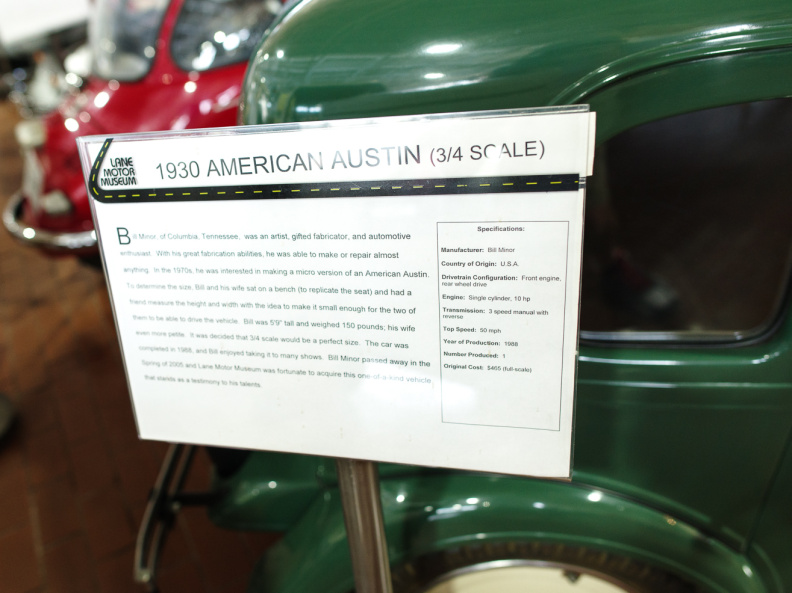 LANE
MOTOR
MUSEUM
1930 AMERICAN AUSTIN (3/4 SCALE)
Bill Minor, of Columbia, Tennessee, was an artist, gifted fabricator, and automotive
enthusiast. With his great fabrication abilities, he was able to make or repair almost
anything. In the 1970s, he was interested in making a micro version of an American Austin.
To determine the size, Bill and his wife sat on a bench (to replicate the seat) and had a
friend measure the height and width with the idea to make it small enough for the two of
them to be able to drive the vehicle. Bill was 5'9" tall and weighed 150 pounds; his wife
even more petite. It was decided that 3/4 scale would be a perfect size. The car was
completed in 1988, and Bill enjoyed taking it to many shows. Bill Minor passed away in the
Spring of 2005 and Lane Motor Museum was fortunate to acquire this one-of-a-kind vehicle
that stands as a testimony to his talents.
Specifications:
Manufacturer: Bill Minor
Country of Origin: U.S.A.
Drivetrain Configuration: Front engine,
rear wheel drive
Engine: Single cylinder, 10 hp
Transmission: 3 speed manual with
reverse
Top Speed: 50 mph
Year of Production: 1988
Number Produced: 1
Original Cost: $465 (full-scale)